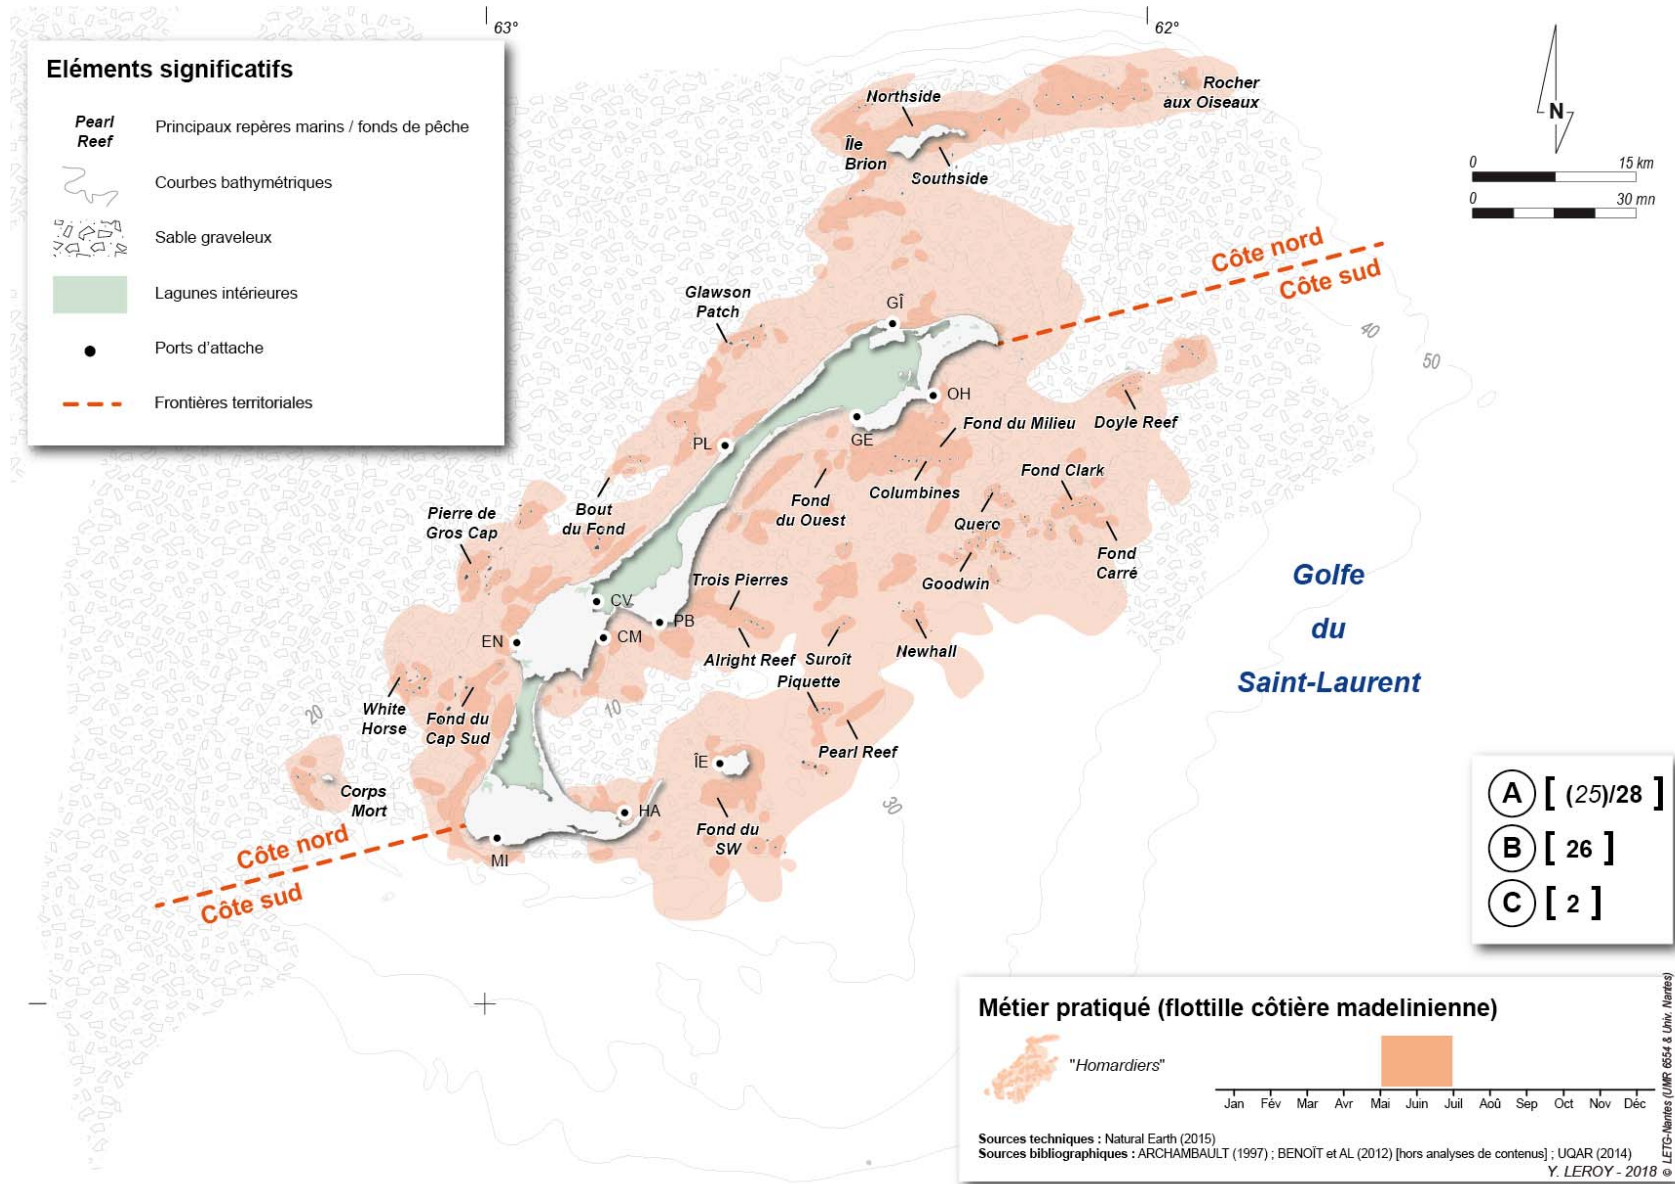 63°
62°
Eléments significatifs
Pearl
Reef
Principaux repères marins / fonds de pêche
Courbes bathymétriques
Sable graveleux
Lagunes intérieures
Ports d'attache
Frontières territoriales
N
0
15 km
0
30 mn
Rocher
aux Oiseaux
Northside
Île
Brion
Southside
Côte nord
Côte sud
Glawson
Patch
GÎ
40
50
OH
Doyle Reef
Fond du Milieu
GE
PL
Fond Clark
Columbines
Fond
du Ouest
Bout
du Fond
Pierre de
Gros Cap
Quero
Fond
Carré
Goodwin
Trois Pierres
CV
PB
CM
EN
Alright Reef
Suroît
Newhall
Piquette
White
Horse
Fond du
Cap Sud
10
20
Pearl Reef
ÎE
Corps
Mort
HA
30
Fond du
SW
MI
Côte nord
Côte sud
Golfe
du
Saint-Laurent
A [ (25)/28 ]
B [ 26 ]
C [ 2 ]
Métier pratiqué (flottille côtière madelinienne)
"Homardiers"
Jan Fév Mar Avr Mai Juin Juil Aoû Sep Oct Nov Déc
Sources techniques : Natural Earth (2015)
Sources bibliographiques : ARCHAMBAULT (1997) ; BENOÎT et AL (2012) [hors analyses de contenus] ; UQAR (2014)
Y. LEROY - 2018
© LETG-Nantes (UMR 6554 & Univ. Nantes)